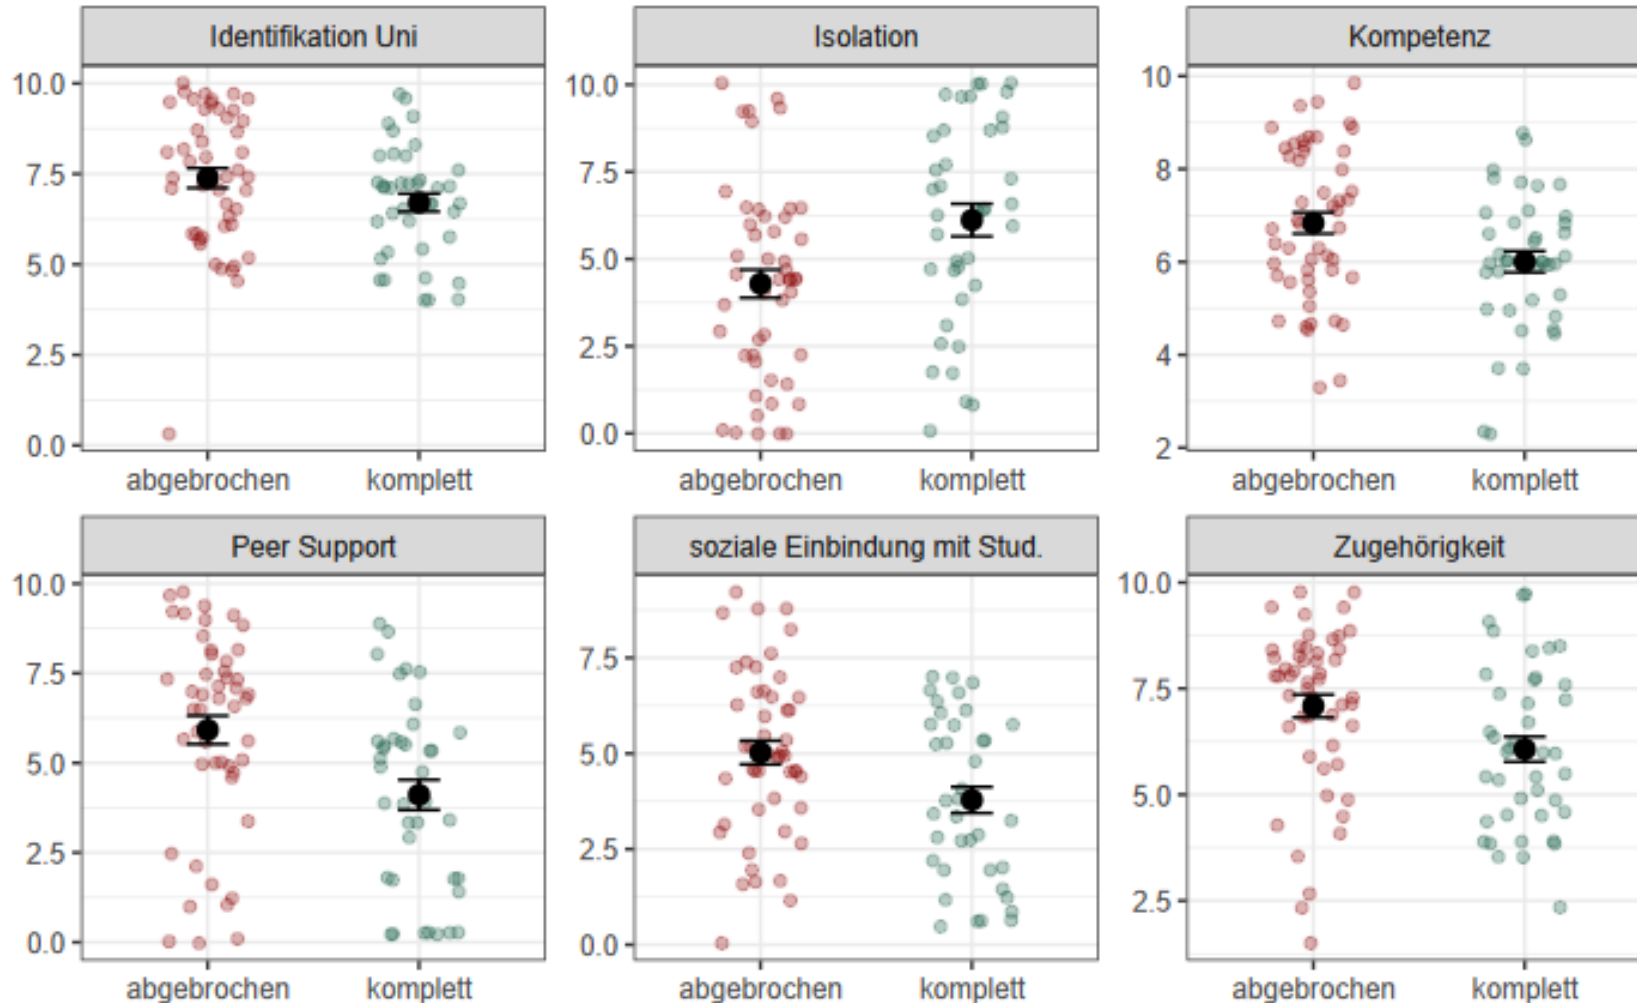 Identifikation Uni
Isolation
Kompetenz
10.0
7.5
5.0
2.5
0.0
10.0
7.5
5.0
2.5
0.0
10
8
6
4
2
abgebrochen komplett
abgebrochen komplett
abgebrochen komplett
Peer Support
soziale Einbindung mit Stud.
Zugehörigkeit
10.0
7.5
5.0
2.5
0.0
7.5
5.0
2.5
0.0
10.0
7.5
5.0
2.5
abgebrochen komplett
abgebrochen komplett
abgebrochen komplett